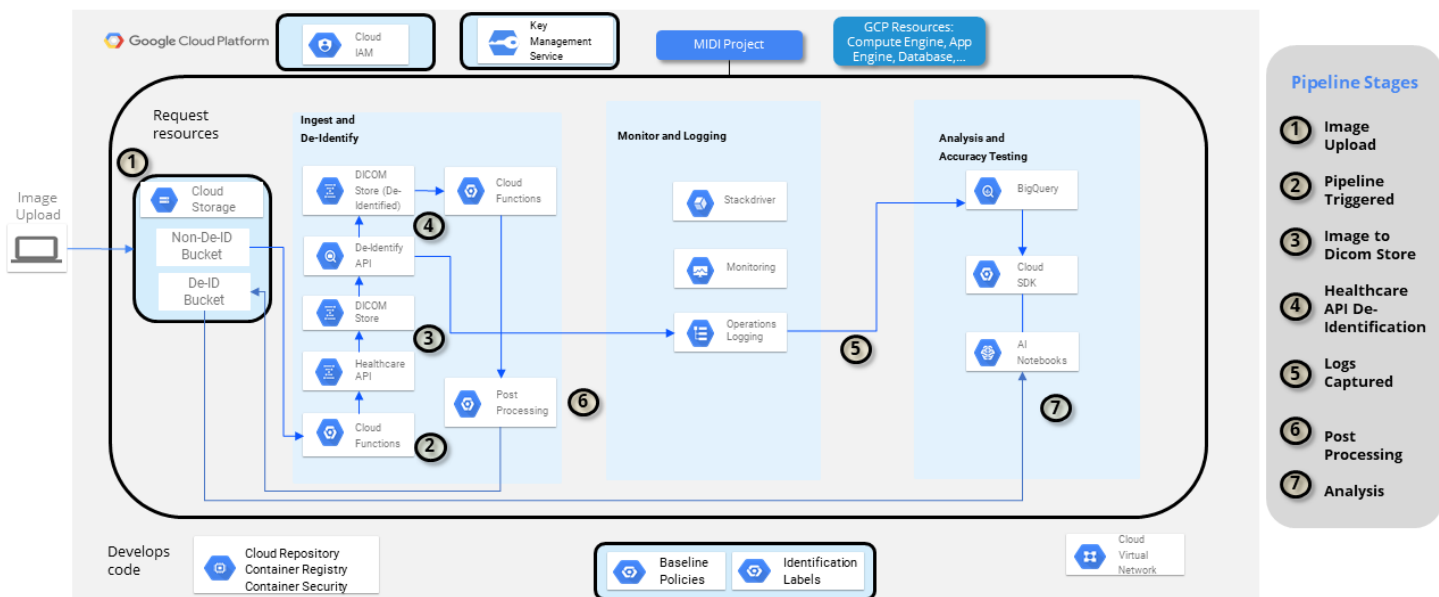 Google Cloud Platform
Cloud
IAM
Key
Management
Service
MIDI Project
GCP Resources:
Compute Engine, App
Engine, Database,...
Request
resources
1
Cloud
Storage
Non-De-ID
Bucket
De-ID
Bucket
Image
Upload
Ingest and
De-Identify
DICOM
Store (De-
Identified)
Cloud
Functions
4
De-Identify
API
DICOM
Store
3
Healthcare
API
Cloud
Functions
2
Post
Processing
6
Monitor and Logging
Stackdriver
Monitoring
Operations
Logging
5
Analysis and
Accuracy Testing
BigQuery
Cloud
SDK
AI
Notebooks
7
Develops
code
Cloud Repository
Container Registry
Container Security
Baseline
Policies
Identification
Labels
Cloud
Virtual
Network
Pipeline Stages
1 Image
Upload
2 Pipeline
Triggered
3 Image to
Dicom Store
4 Healthcare
API De-
Identification
5 Logs
Captured
6 Post
Processing
7 Analysis